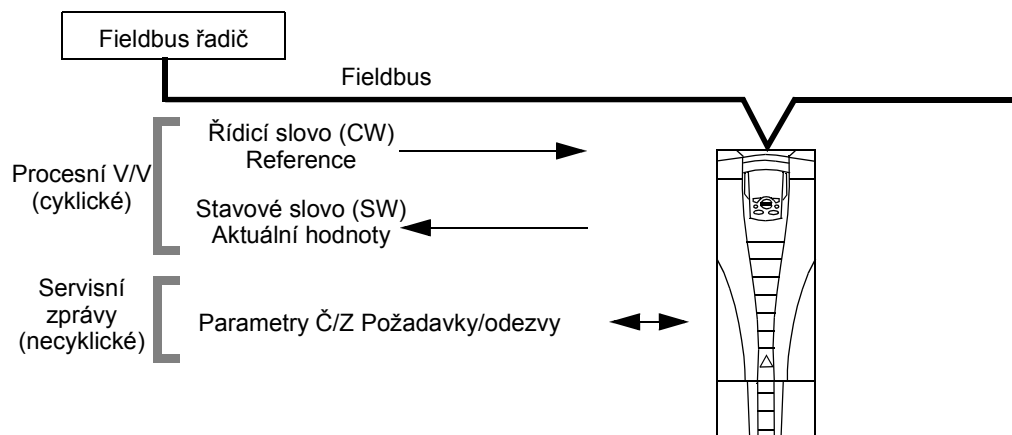 Fieldbus řadič
Fieldbus
Procesní V/V
(cyklické)
Řídicí slovo (CW)
Reference
Stavové slovo (SW)
Aktuální hodnoty
Servisní
zprávy
(necyklické)
Parametry Č/Z Požadavky/odezvy